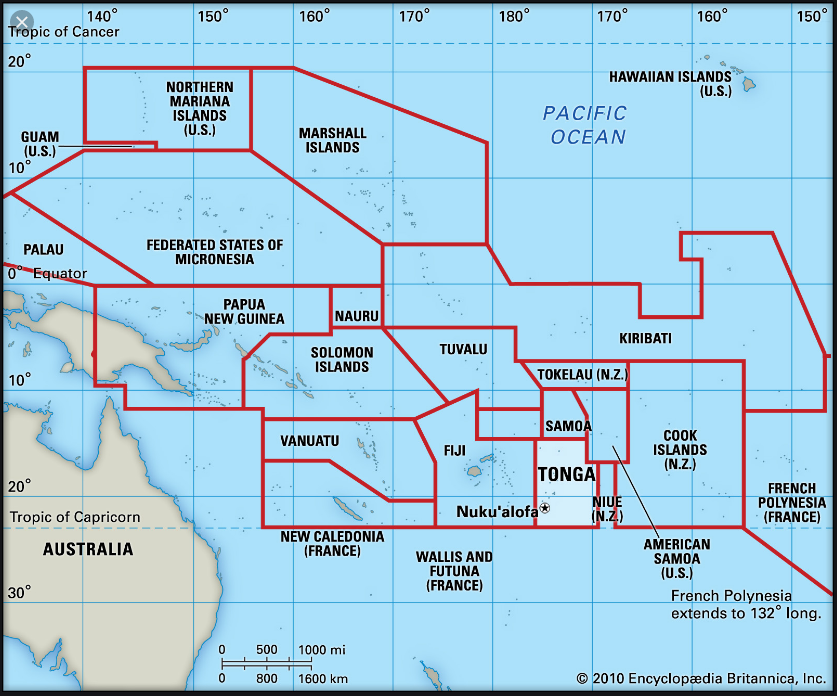 140° 150° 160° 170° 180° 170° 160° 150°
Tropic of Cancer
20°
HAWAIIAN ISLANDS
(U.S.)
NORTHERN
MARIANA
ISLANDS
(U.S.)
PACIFIC
OCEAN
GUAM
(U.S.)
MARSHALL
ISLANDS
10°
PALAU
FEDERATED STATES OF
MICRONESIA
0° Equator
PAPUA
NEW GUINEA
NAURU
KIRIBATI
SOLOMON
ISLANDS
TUVALU
TOKELAU (N.Z.)
10°
SAMOA
VANUATU
FIJI
COOK
ISLANDS
(N.Z.)
TONGA
20°
NIUE
(N.Z.)
FRENCH
POLYNESIA
(FRANCE)
Nuku'alofa
Tropic of Capricorn
AUSTRALIA
NEW CALEDONIA
(FRANCE)
WALLIS AND
FUTUNA
(FRANCE)
AMERICAN
SAMOA
(U.S.)
30°
French Polynesia
extends to 132° long.
0 500 1000 mi
0 800 1600 km
© 2010 Encyclopædia Britannica, Inc.